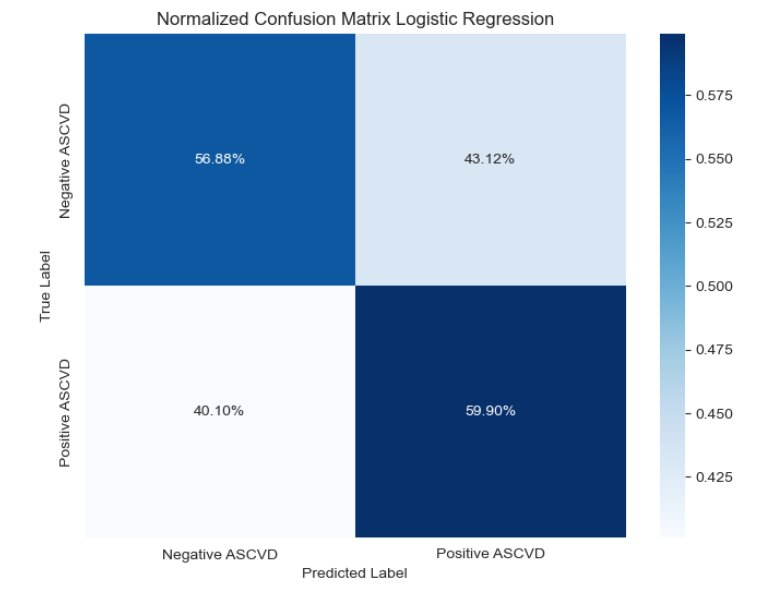 Normalized Confusion Matrix Logistic Regression
True Label
Negative ASCVD
Positive ASCVD
56.88%
43.12%
40.10%
59.90%
Negative ASCVD
Positive ASCVD
Predicted Label
0.575
0.550
0.525
0.500
0.475
0.450
0.425